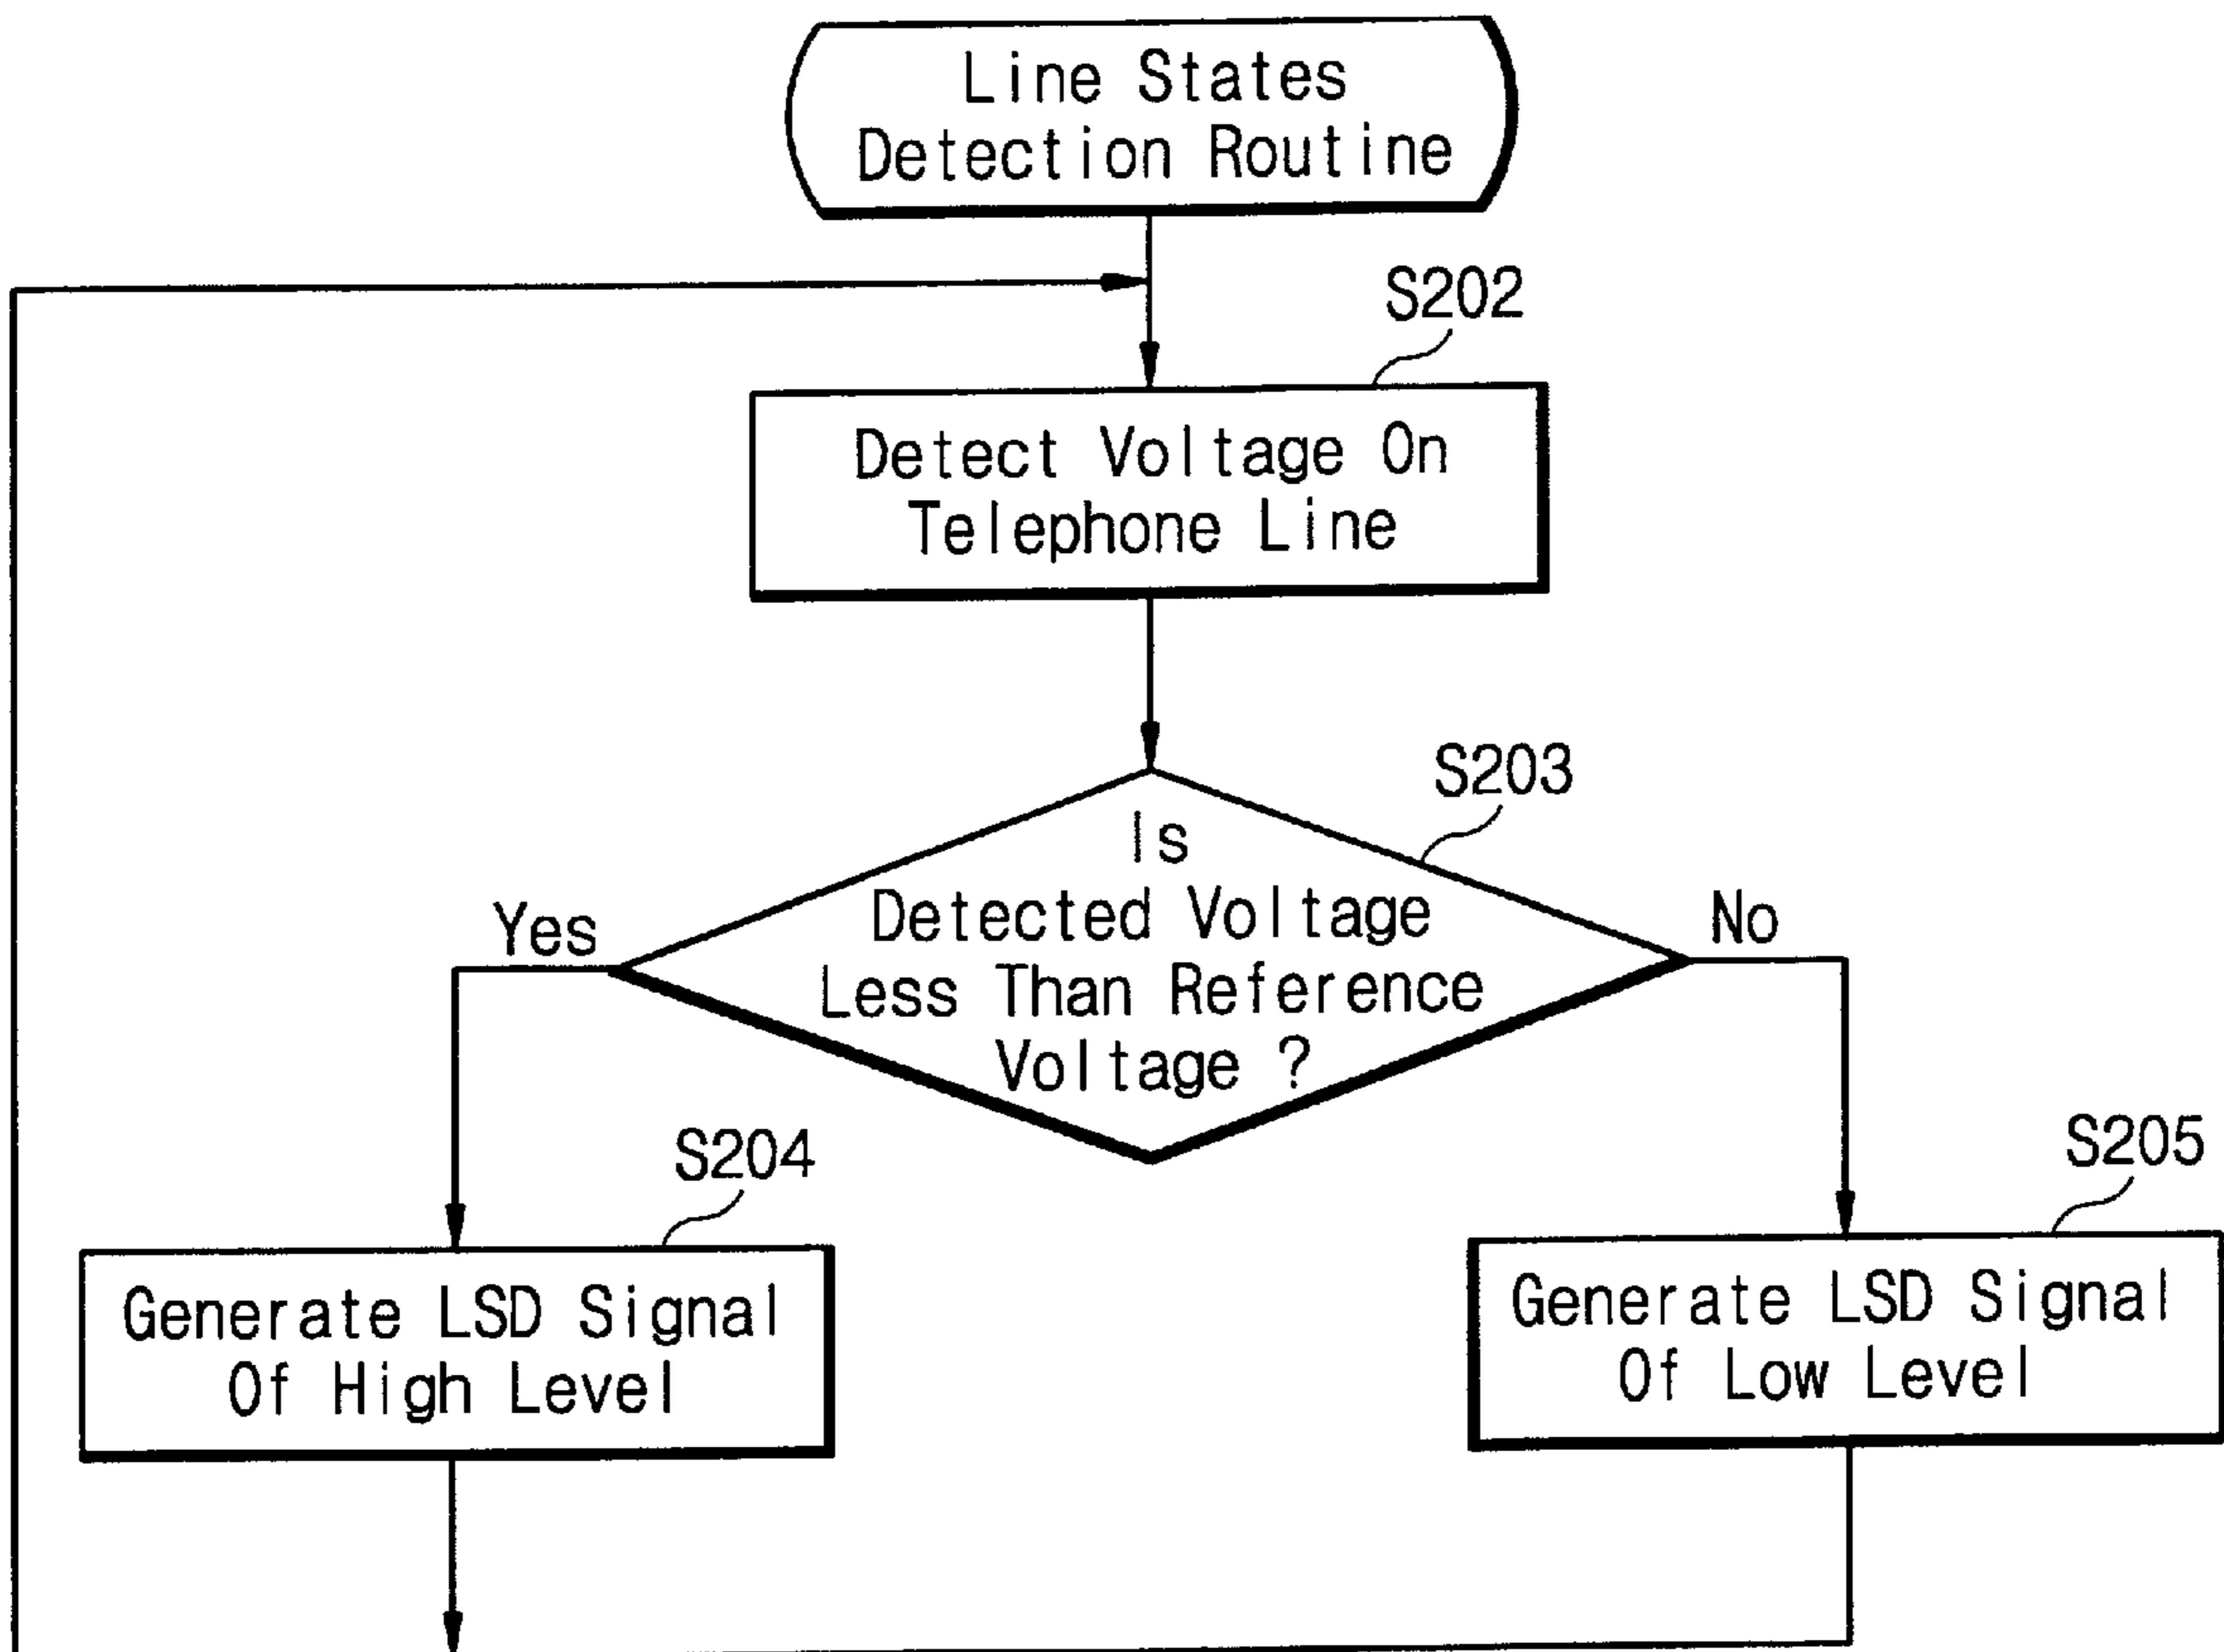 Line States
Detection Routine
S202
Detect Voltage On
Telephone Line
S203
Is
Detected Voltage
Less Than Reference
Voltage ?
Yes
No
S204
S205
Generate LSD Signal
Of High Level
Generate LSD Signal
Of Low Level